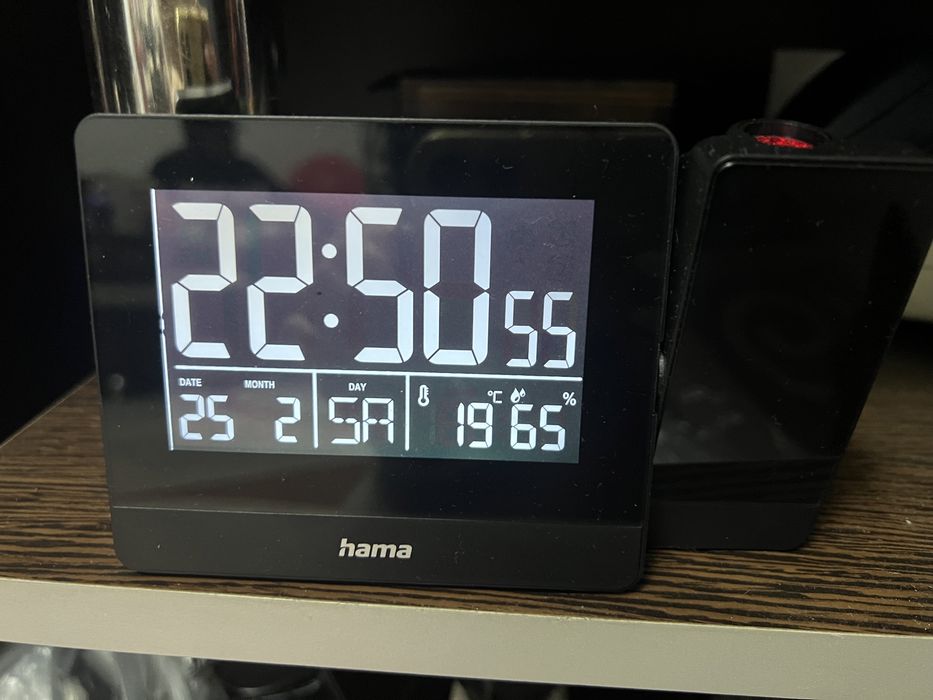 22:50 55
DATE MONTH DAY °C %
25 2 SA 19 65
hama